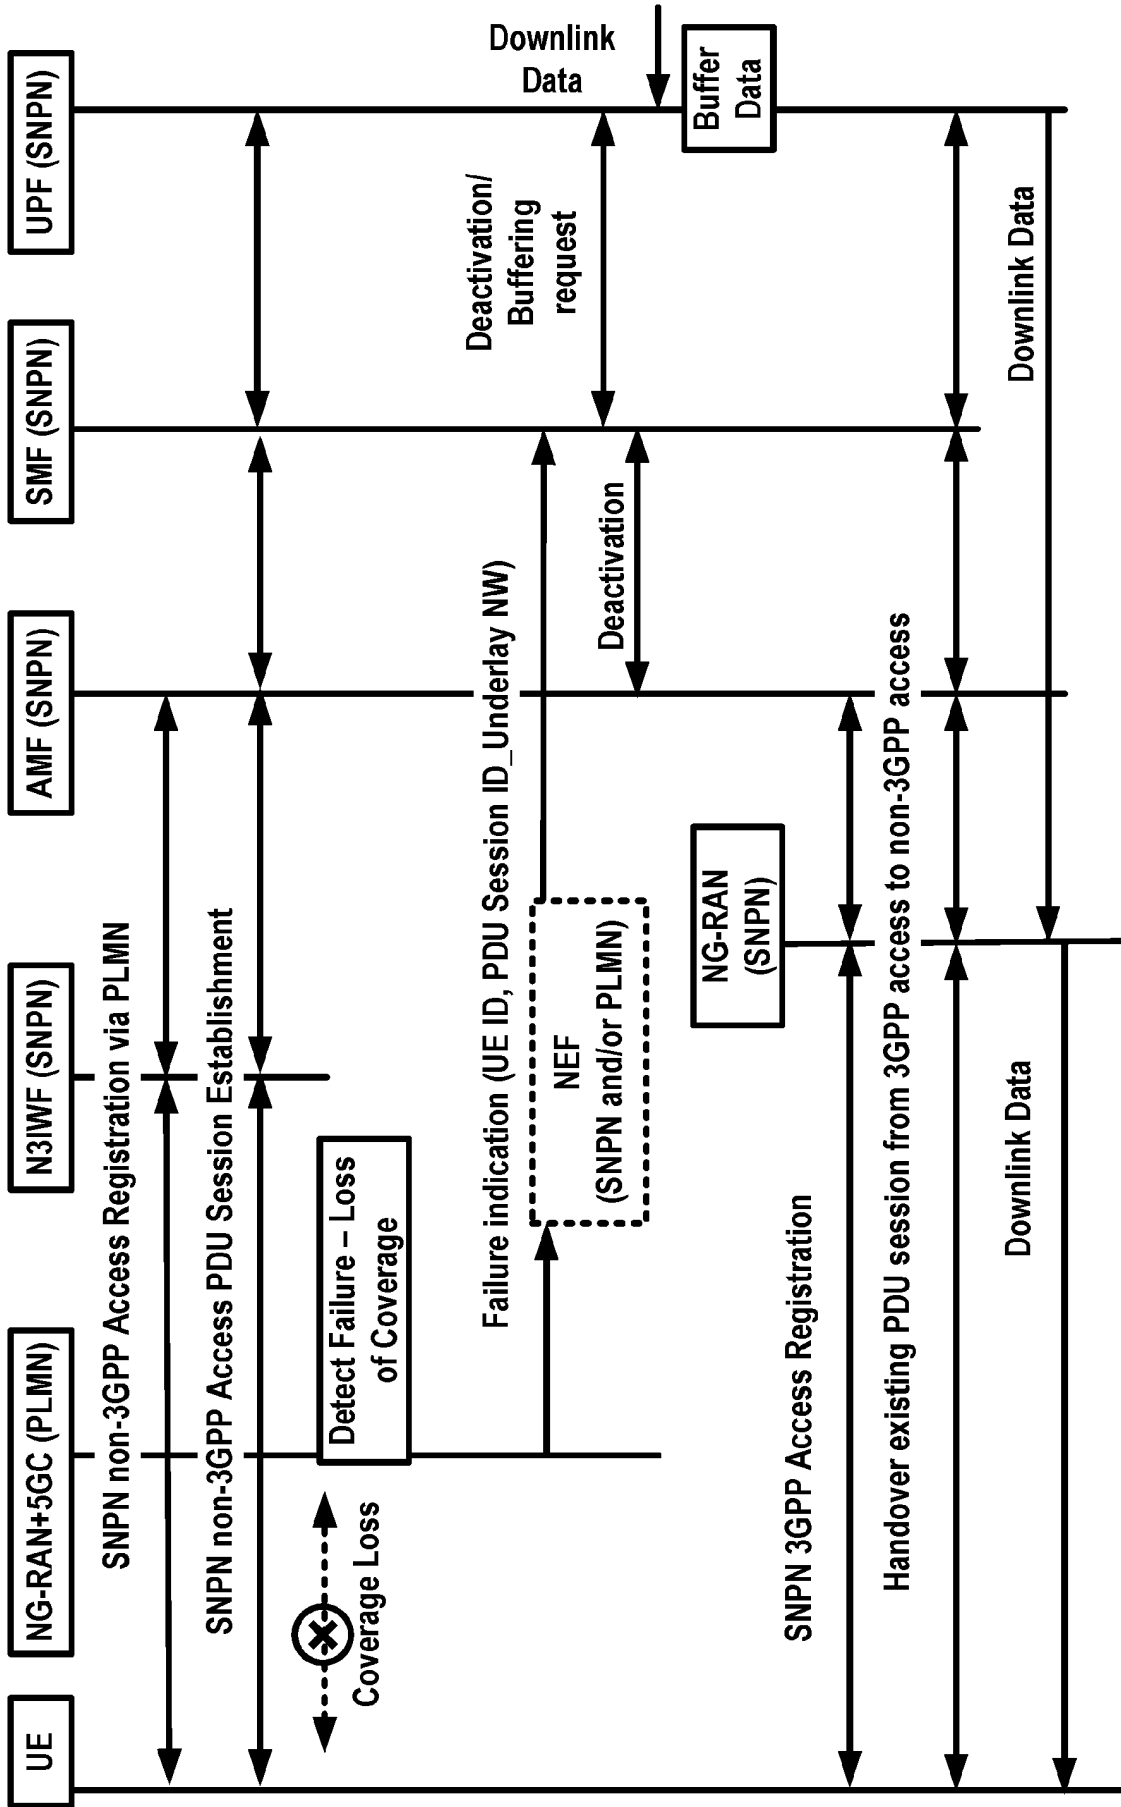 UE
NG-RAN+5GC (PLMN)
N3IWF (SNPN)
AMF (SNPN)
SMF (SNPN)
UPF (SNPN)
SNPN non-3GPP Access Registration via PLMN
SNPN non-3GPP Access PDU Session Establishment
Coverage Loss
Detect Failure – Loss
of Coverage
Failure indication (UE ID, PDU Session ID_Underlay NW)
NEF
(SNPN and/or PLMN)
Deactivation/
Buffering
request
Deactivation
Downlink
Data
Buffer
Data
NG-RAN
(SNPN)
SNPN 3GPP Access Registration
Handover existing PDU session from 3GPP access to non-3GPP access
Downlink Data
Downlink Data